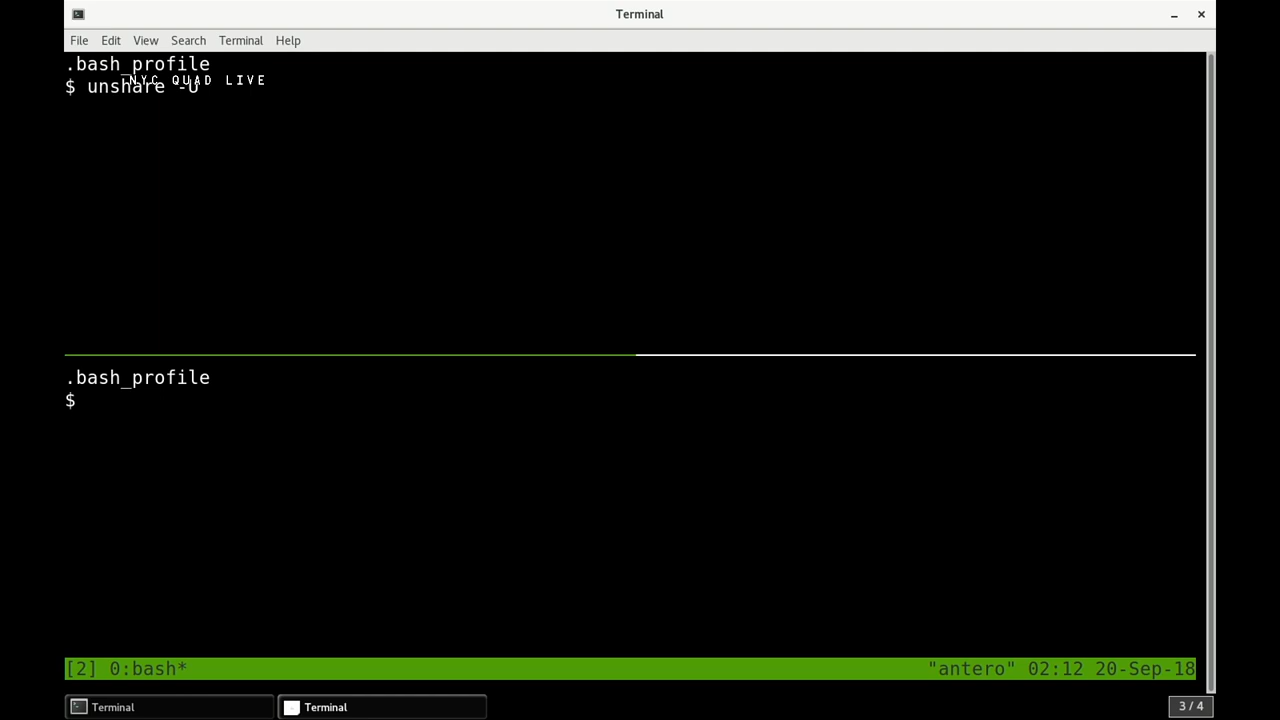 Terminal
File Edit View Search Terminal Help
.bash_profile
NYC QUAD LIVE
$ unshare -U
.bash_profile
$
[2] 0:bash* "antero" 02:12 20-Sep-18
Terminal Terminal 3 / 4